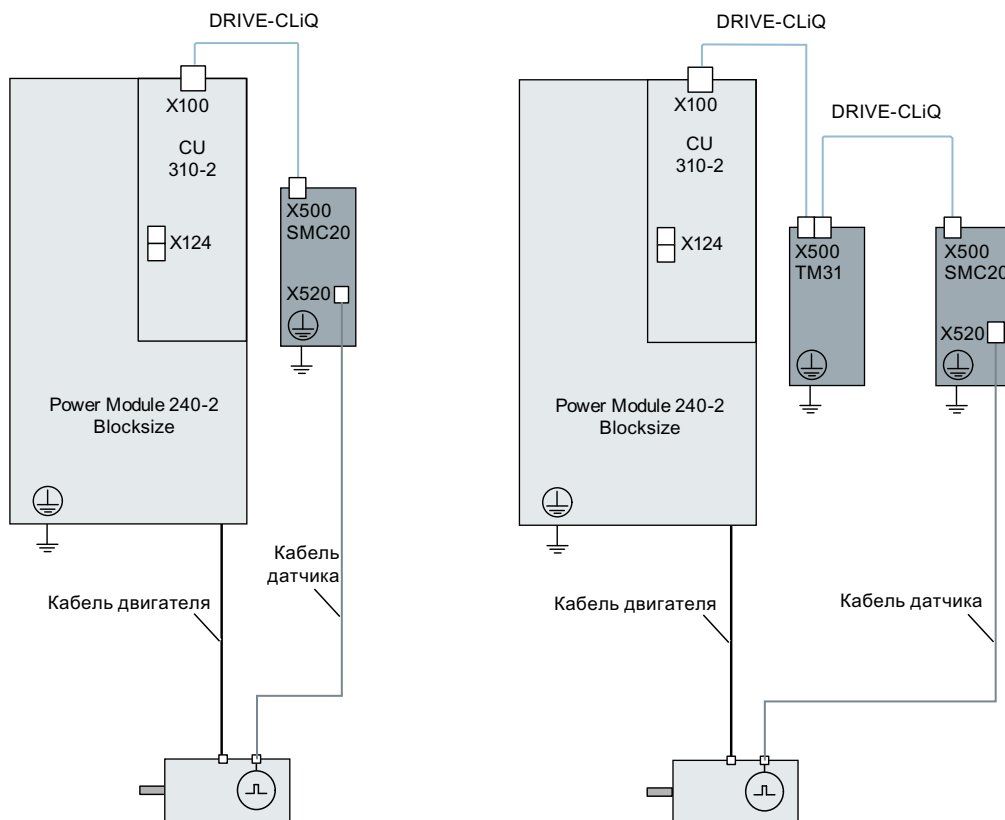 DRIVE-CLiQ
X100
CU
310-2
X124
X500
SMC20
X520
Power Module 240-2
Blocksize
Кабель
датчика
Кабель двигателя
DRIVE-CLiQ
X100
CU
310-2
X124
DRIVE-CLiQ
X500
TM31
X500
SMC20
X520
Power Module 240-2
Blocksize
Кабель двигателя
Кабель датчика